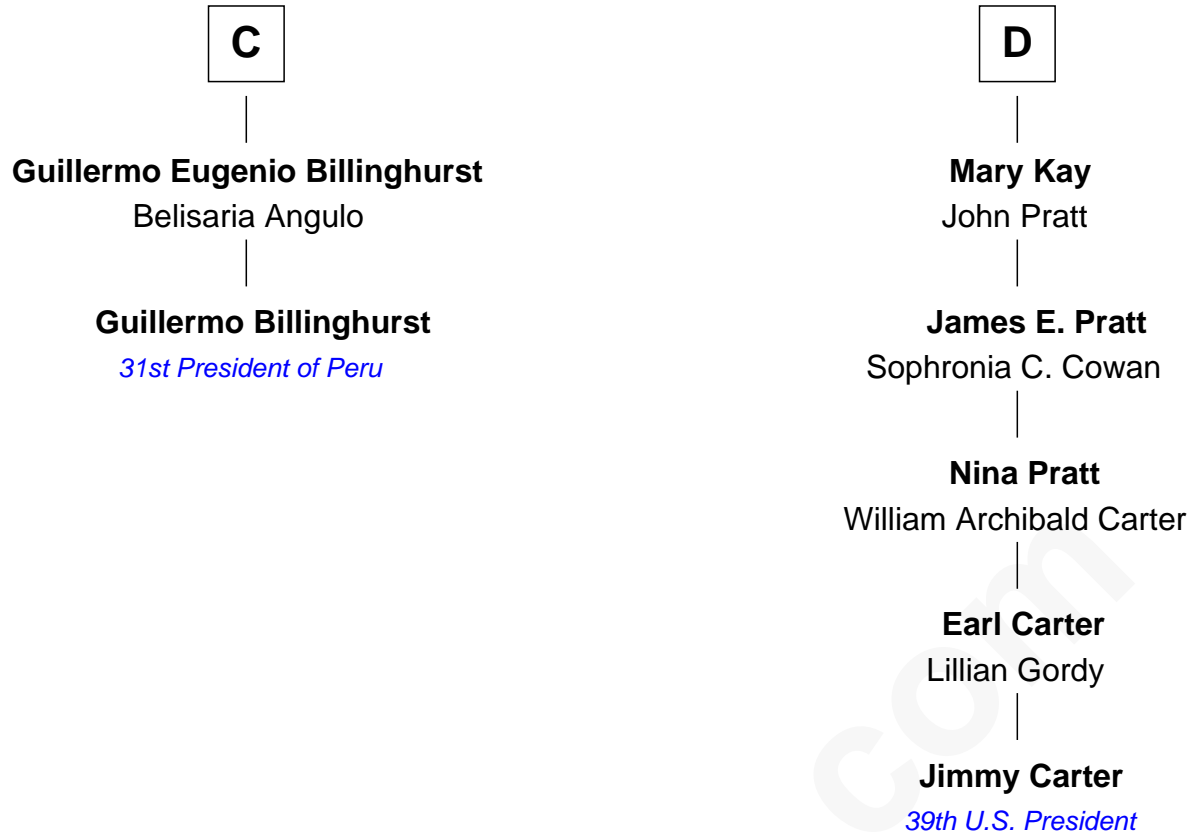 C
Guillermo Eugenio Billinghurst
Belisaria Angulo
Guillermo Billinghurst
31st President of Peru
D
Mary Kay
John Pratt
James E. Pratt
Sophronia C. Cowan
Nina Pratt
William Archibald Carter
Earl Carter
Lillian Gordy
Jimmy Carter
39th U.S. President
com